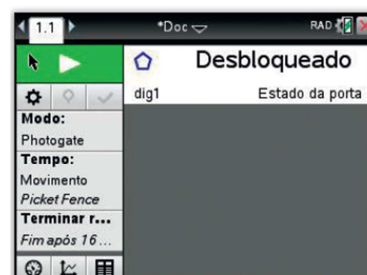 1.1
*Doc
RAD
Desbloqueado
dig1
Estado da porta
Modo:
Photogate
Tempo:
Movimento
Picket Fence
Terminar r...
Fim após 16 ...